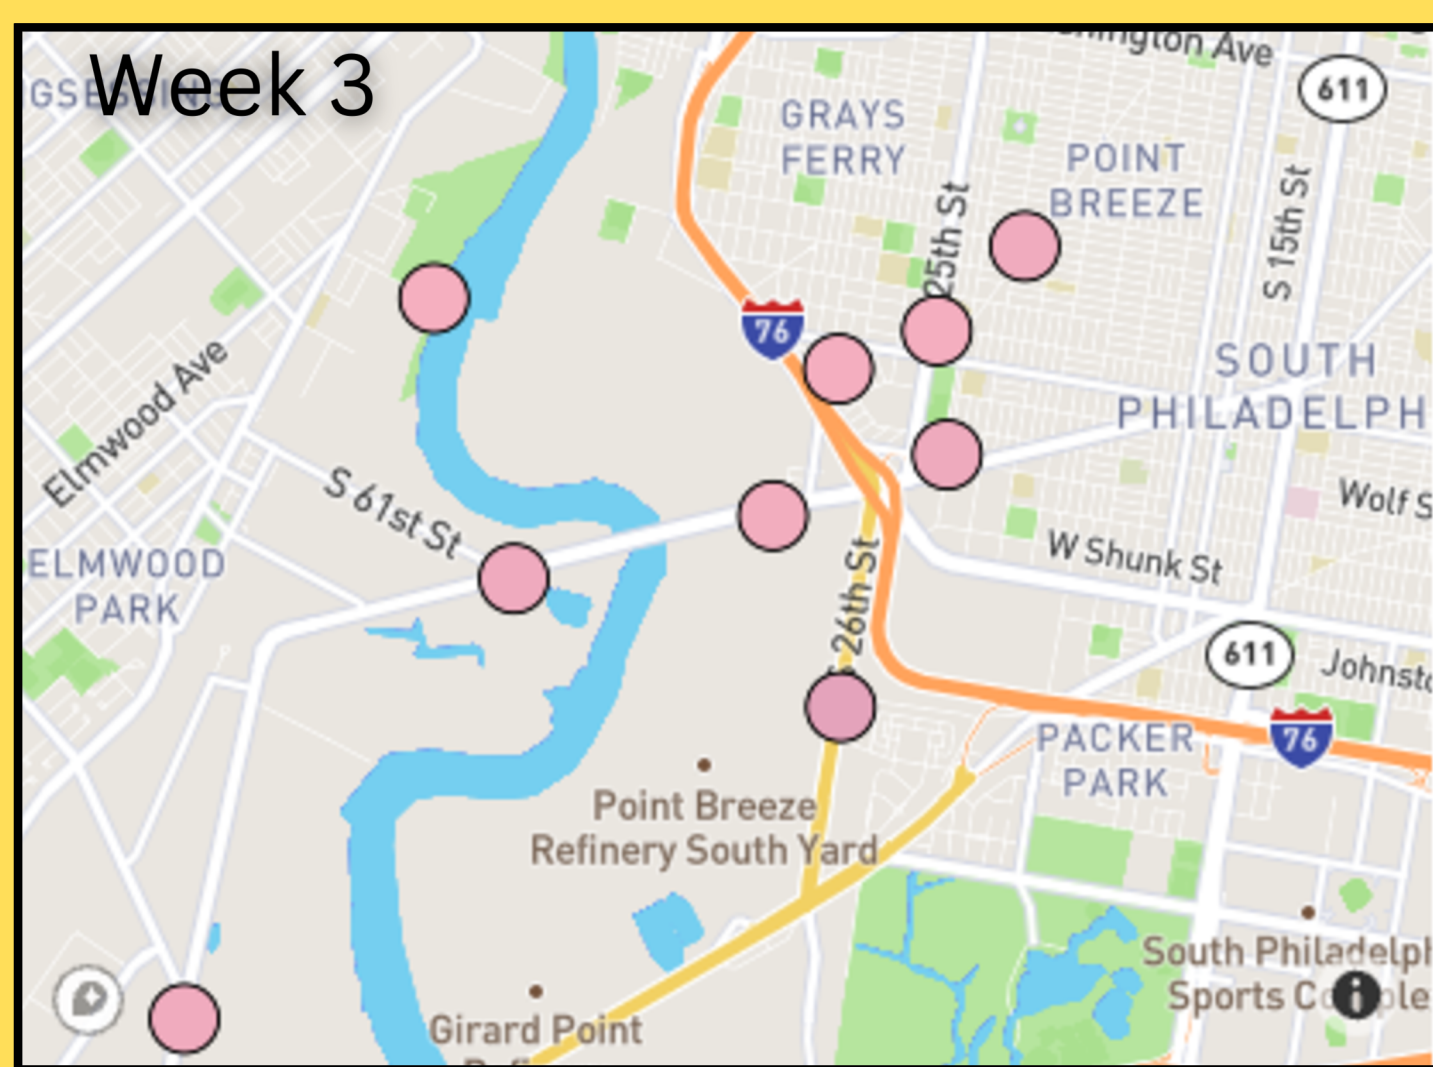 Week 3
611
GRAYS
FERRY
POINT
BREEZE
25th St
S 15th St
76
SOUTH
PHILADELPH
Elmwood Ave
S 61st St
Wolf S
W Shunk St
ELMWOOD
PARK
S 26th St
611
Johnsto
PACKER
PARK
76
Point Breeze
Refinery South Yard
South Philadelph
Sports Co ple
i
Girard Point